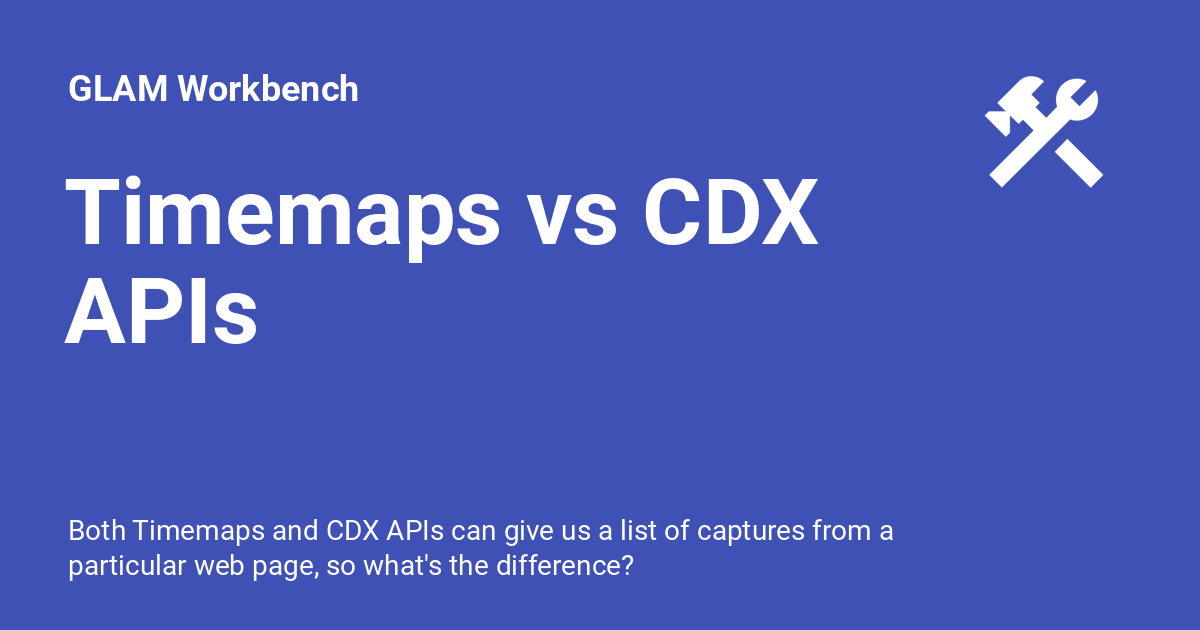 GLAM Workbench
Timemaps vs CDX
APIs
Both Timemaps and CDX APIs can give us a list of captures from a
particular web page, so what's the difference?